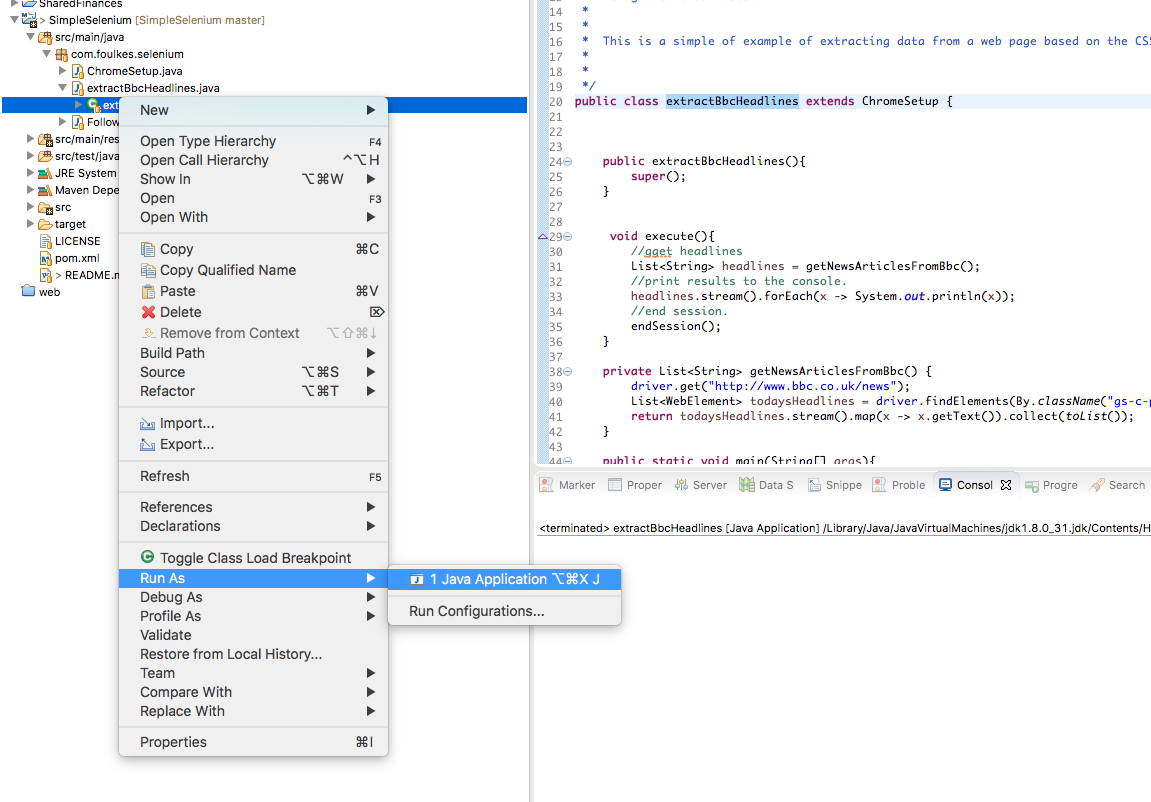 SharedFinances
> SimpleSelenium [SimpleSelenium master]
src/main/java
com.foulkes.selenium
ChromeSetup.java
extractBbcHeadlines.java
ext
Follow
src/main/res
src/test/java
JRE System
Maven Depe
src
target
LICENSE
pom.xml
> README.m
web
New
Open Type Hierarchy F4
Open Call Hierarchy ^⌥H
Show In ⌥⌘W
Open F3
Open With
Copy ⌘C
Copy Qualified Name
Paste ⌘V
Delete ⌦
Remove from Context ⌥⇧⌘↓
Build Path
Source ⌥⌘S
Refactor ⌥⌘T
Import...
Export...
Refresh F5
References
Declarations
Toggle Class Load Breakpoint
Run As
Debug As
Profile As
Validate
Restore from Local History...
Team
Compare With
Replace With
Properties ⌘I
1 Java Application ⌥⌘X J
Run Configurations...
14 *
15 *
16 * This is a simple of example of extracting data from a web page based on the CSS
17 *
18 *
19 */
20 public class extractBbcHeadlines extends ChromeSetup {
21
22
23
24 public extractBbcHeadlines(){
25 super();
26 }
27
28
29 void execute(){
30 //gget headlines
31 List<String> headlines = getNewsArticlesFromBbc();
32 //print results to the console.
33 headlines.stream().forEach(x -> System.out.println(x));
34 //end session.
35 endSession();
36 }
37
38 private List<String> getNewsArticlesFromBbc() {
39 driver.get("http://www.bbc.co.uk/news");
40 List<WebElement> todaysHeadlines = driver.findElements(By.className("gs-c-p
41 return todaysHeadlines.stream().map(x -> x.getText()).collect(toList());
42 }
43
44 public static void main(String[] args){
Marker Proper Server Data S Snippe Proble Consol Progre Search
<terminated> extractBbcHeadlines [Java Application] /Library/Java/JavaVirtualMachines/jdk1.8.0_31.jdk/Contents/H